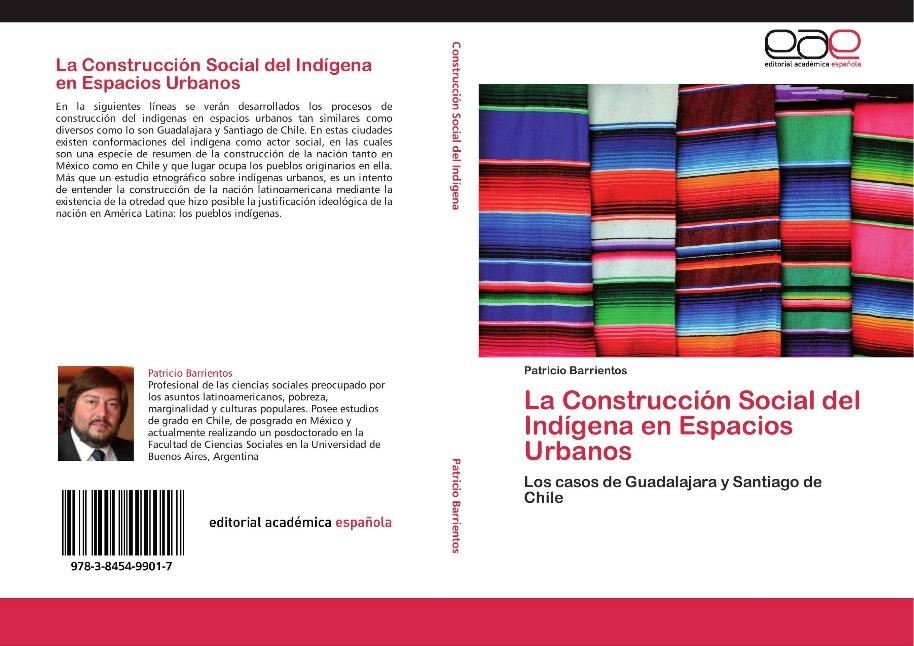 La Construcción Social del Indígena
en Espacios Urbanos
En la siguientes líneas se verán desarrollados los procesos de
construcción del indigenas en espacios urbanos tan similares como
diversos como lo son Guadalajara y Santiago de Chile. En estas ciudades
existen conformaciones del indígena como actor social, en las cuales
son una especie de resumen de la construcción de la nación tanto en
México como en Chile y que lugar ocupa los pueblos originarios en ella.
Más que un estudio etnográfico sobre indígenas urbanos, es un intento
de entender la construcción de la nación latinoamericana mediante la
existencia de la otredad que hizo posible la justificación ideológica de la
nación en América Latina: los pueblos indígenas.
Patricio Barrientos
Profesional de las ciencias sociales preocupado por
los asuntos latinoamericanos, pobreza,
marginalidad y culturas populares. Posee estudios
de grado en Chile, de posgrado en México y
actualmente realizando un posdoctorado en la
Facultad de Ciencias Sociales en la Universidad de
Buenos Aires, Argentina
978-3-8454-9901-7
editorial académica española
Construcción Social del Indígena
Patricio Barrientos
eae
editorial académica española
Patricio Barrientos
La Construcción Social del
Indígena en Espacios
Urbanos
Los casos de Guadalajara y Santiago de
Chile